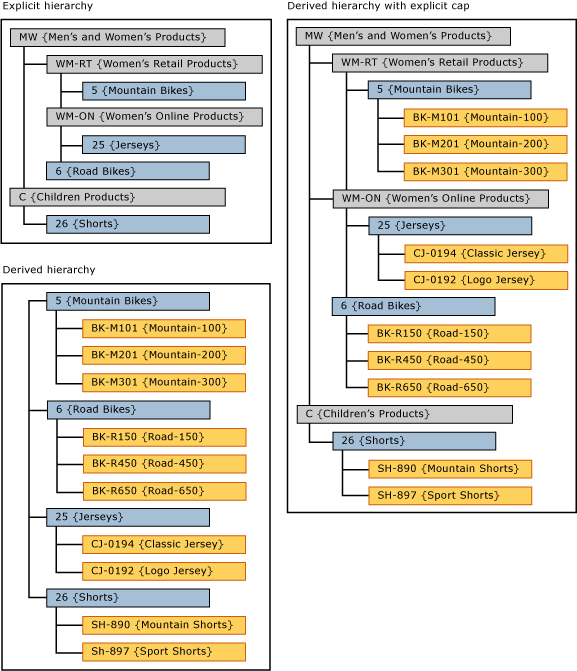 Explicit hierarchy
MW {Men's and Women's Products}
WM-RT {Women's Retail Products}
5 {Mountain Bikes}
WM-ON {Women's Online Products}
25 {Jerseys}
6 {Road Bikes}
C {Children Products}
26 {Shorts}
Derived hierarchy
5 {Mountain Bikes}
BK-M101 {Mountain-100}
BK-M201 {Mountain-200}
BK-M301 {Mountain-300}
6 {Road Bikes}
BK-R150 {Road-150}
BK-R450 {Road-450}
BK-R650 {Road-650}
25 {Jerseys}
CJ-0194 {Classic Jersey}
CJ-0192 {Logo Jersey}
26 {Shorts}
SH-890 {Mountain Shorts}
Sh-897 {Sport Shorts}
Derived hierarchy with explicit cap
MW {Men's and Women's Products}
WM-RT {Women's Retail Products}
5 {Mountain Bikes}
BK-M101 {Mountain-100}
BK-M201 {Mountain-200}
BK-M301 {Mountain-300}
WM-ON {Women's Online Products}
25 {Jerseys}
CJ-0194 {Classic Jersey}
CJ-0192 {Logo Jersey}
6 {Road Bikes}
BK-R150 {Road-150}
BK-R450 {Road-450}
BK-R650 {Road-650}
C {Children's Products}
26 {Shorts}
SH-890 {Mountain Shorts}
SH-897 {Sport Shorts}